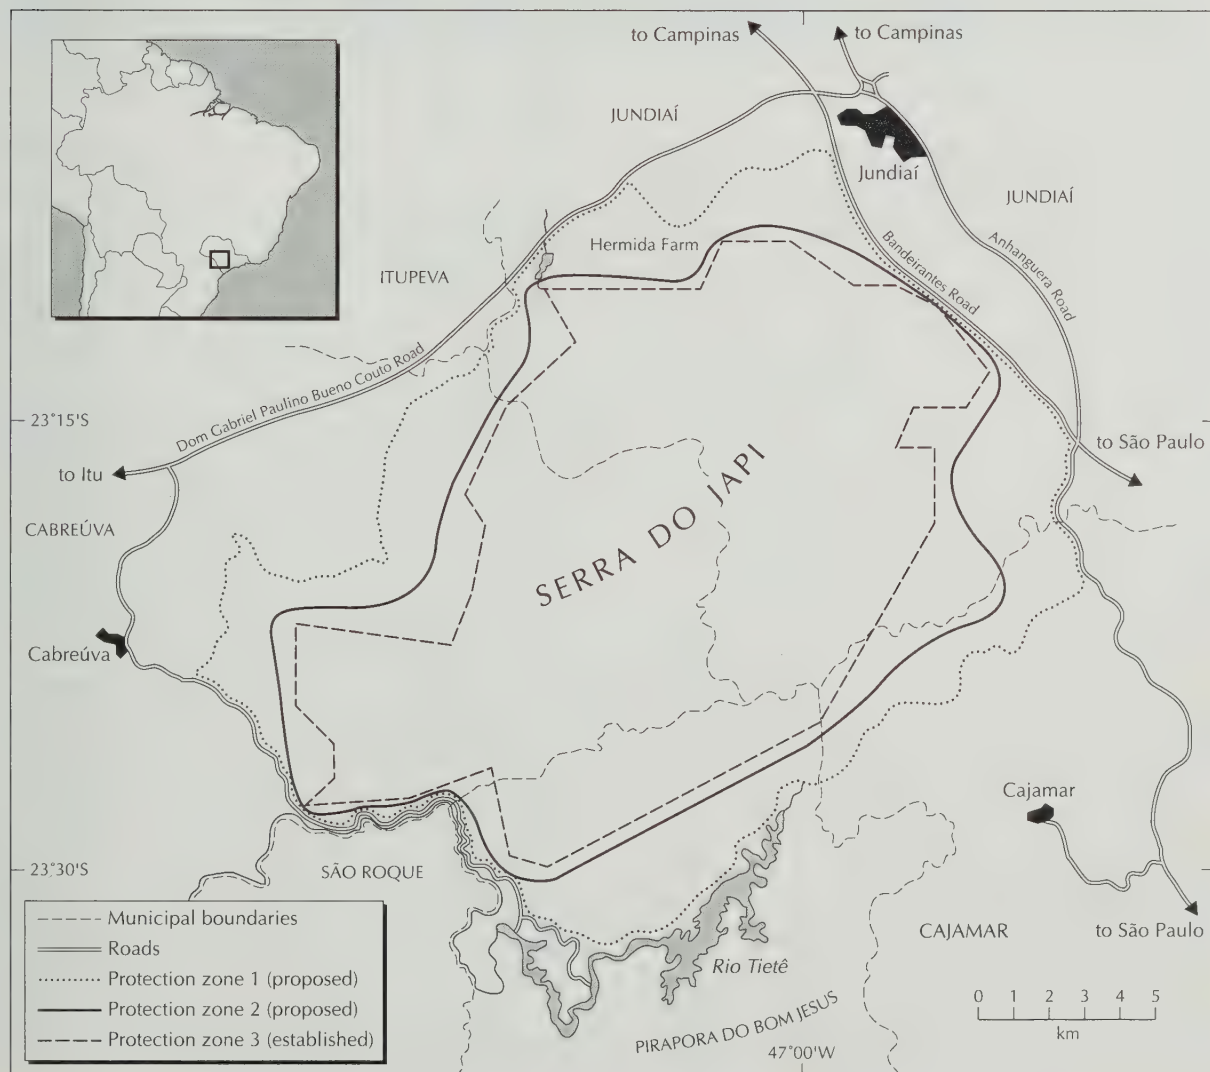 to Campinas
to Campinas
JUNDIAÍ
Jundiaí
JUNDIAÍ
Hermida Farm
Bandeirantes Road
Anhanguera Road
ITUPEVA
Dom Gabriel Paulino Bueno Couto Road
23°15'S
to São Paulo
to Itu
SERRA DO JAPI
CABREÚVA
Cabreúva
Cajamar
23°30'S
SÃO ROQUE
Municipal boundaries
Roads
Protection zone 1 (proposed)
Protection zone 2 (proposed)
Protection zone 3 (established)
Rio Tietê
CAJAMAR
to São Paulo
PIRAPORA DO BOM JESUS
0 1 2 3 4 5
km
47°00'W